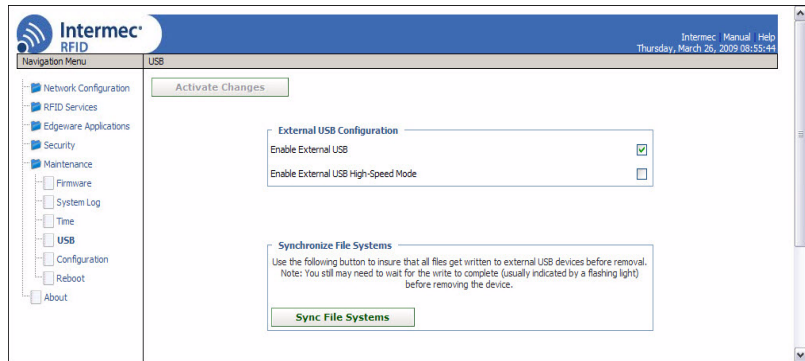 Intermec
RFID
Intermec | Manual | Help
Thursday, March 26, 2009 08:55:44
Navigation Menu
USB
Network Configuration
RFID Services
Edgeware Applications
Security
Maintenance
Firmware
System Log
Time
USB
Configuration
Reboot
About
Activate Changes
External USB Configuration
Enable External USB
Enable External USB High-Speed Mode
Synchronize File Systems
Use the following button to insure that all files get written to external USB devices before removal.
Note: You still may need to wait for the write to complete (usually indicated by a flashing light)
before removing the device.
Sync File Systems